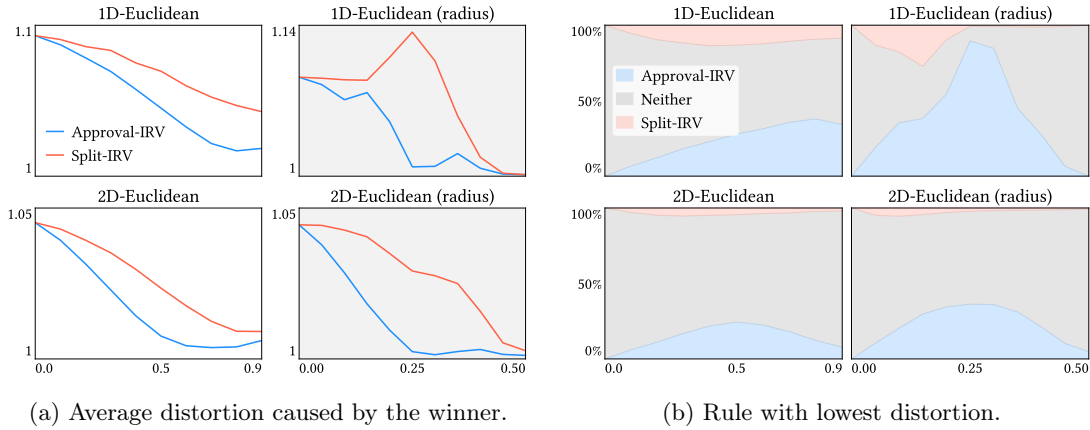 1D-Euclidean
1.1
1
Approval-IRV
Split-IRV
1D-Euclidean (radius)
1.14
1
2D-Euclidean
1.05
1
0.0
0.5
0.9
2D-Euclidean (radius)
1.05
1
0.00
0.25
0.50
(a) Average distortion caused by the winner.
1D-Euclidean
100%
50%
0%
Approval-IRV
Neither
Split-IRV
1D-Euclidean (radius)
2D-Euclidean
100%
50%
0%
0.0
0.5
0.9
2D-Euclidean (radius)
0.00
0.25
0.50
(b) Rule with lowest distortion.